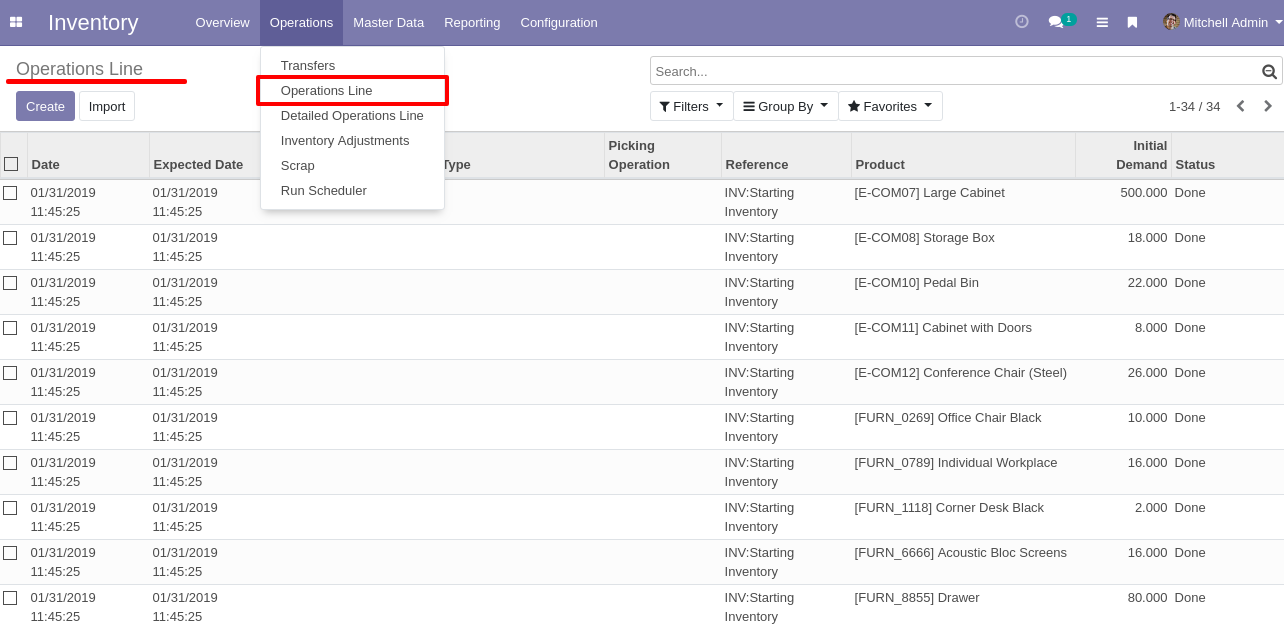 Inventory Overview Operations Master Data Reporting Configuration 1 Mitchell Admin
Operations Line
Search...
Create Import
Filters Group By Favorites 1-34 / 34
Transfers
Operations Line
Detailed Operations Line
Inventory Adjustments
Scrap
Run Scheduler
Date Expected Date Type Picking Operation Reference Product Initial Demand Status
01/31/2019 01/31/2019 INV:Starting [E-COM07] Large Cabinet 500.000 Done
11:45:25 11:45:25 Inventory
01/31/2019 01/31/2019 INV:Starting [E-COM08] Storage Box 18.000 Done
11:45:25 11:45:25 Inventory
01/31/2019 01/31/2019 INV:Starting [E-COM10] Pedal Bin 22.000 Done
11:45:25 11:45:25 Inventory
01/31/2019 01/31/2019 INV:Starting [E-COM11] Cabinet with Doors 8.000 Done
11:45:25 11:45:25 Inventory
01/31/2019 01/31/2019 INV:Starting [E-COM12] Conference Chair (Steel) 26.000 Done
11:45:25 11:45:25 Inventory
01/31/2019 01/31/2019 INV:Starting [FURN_0269] Office Chair Black 10.000 Done
11:45:25 11:45:25 Inventory
01/31/2019 01/31/2019 INV:Starting [FURN_0789] Individual Workplace 16.000 Done
11:45:25 11:45:25 Inventory
01/31/2019 01/31/2019 INV:Starting [FURN_1118] Corner Desk Black 2.000 Done
11:45:25 11:45:25 Inventory
01/31/2019 01/31/2019 INV:Starting [FURN_6666] Acoustic Bloc Screens 16.000 Done
11:45:25 11:45:25 Inventory
01/31/2019 01/31/2019 INV:Starting [FURN_8855] Drawer 80.000 Done
11:45:25 11:45:25 Inventory